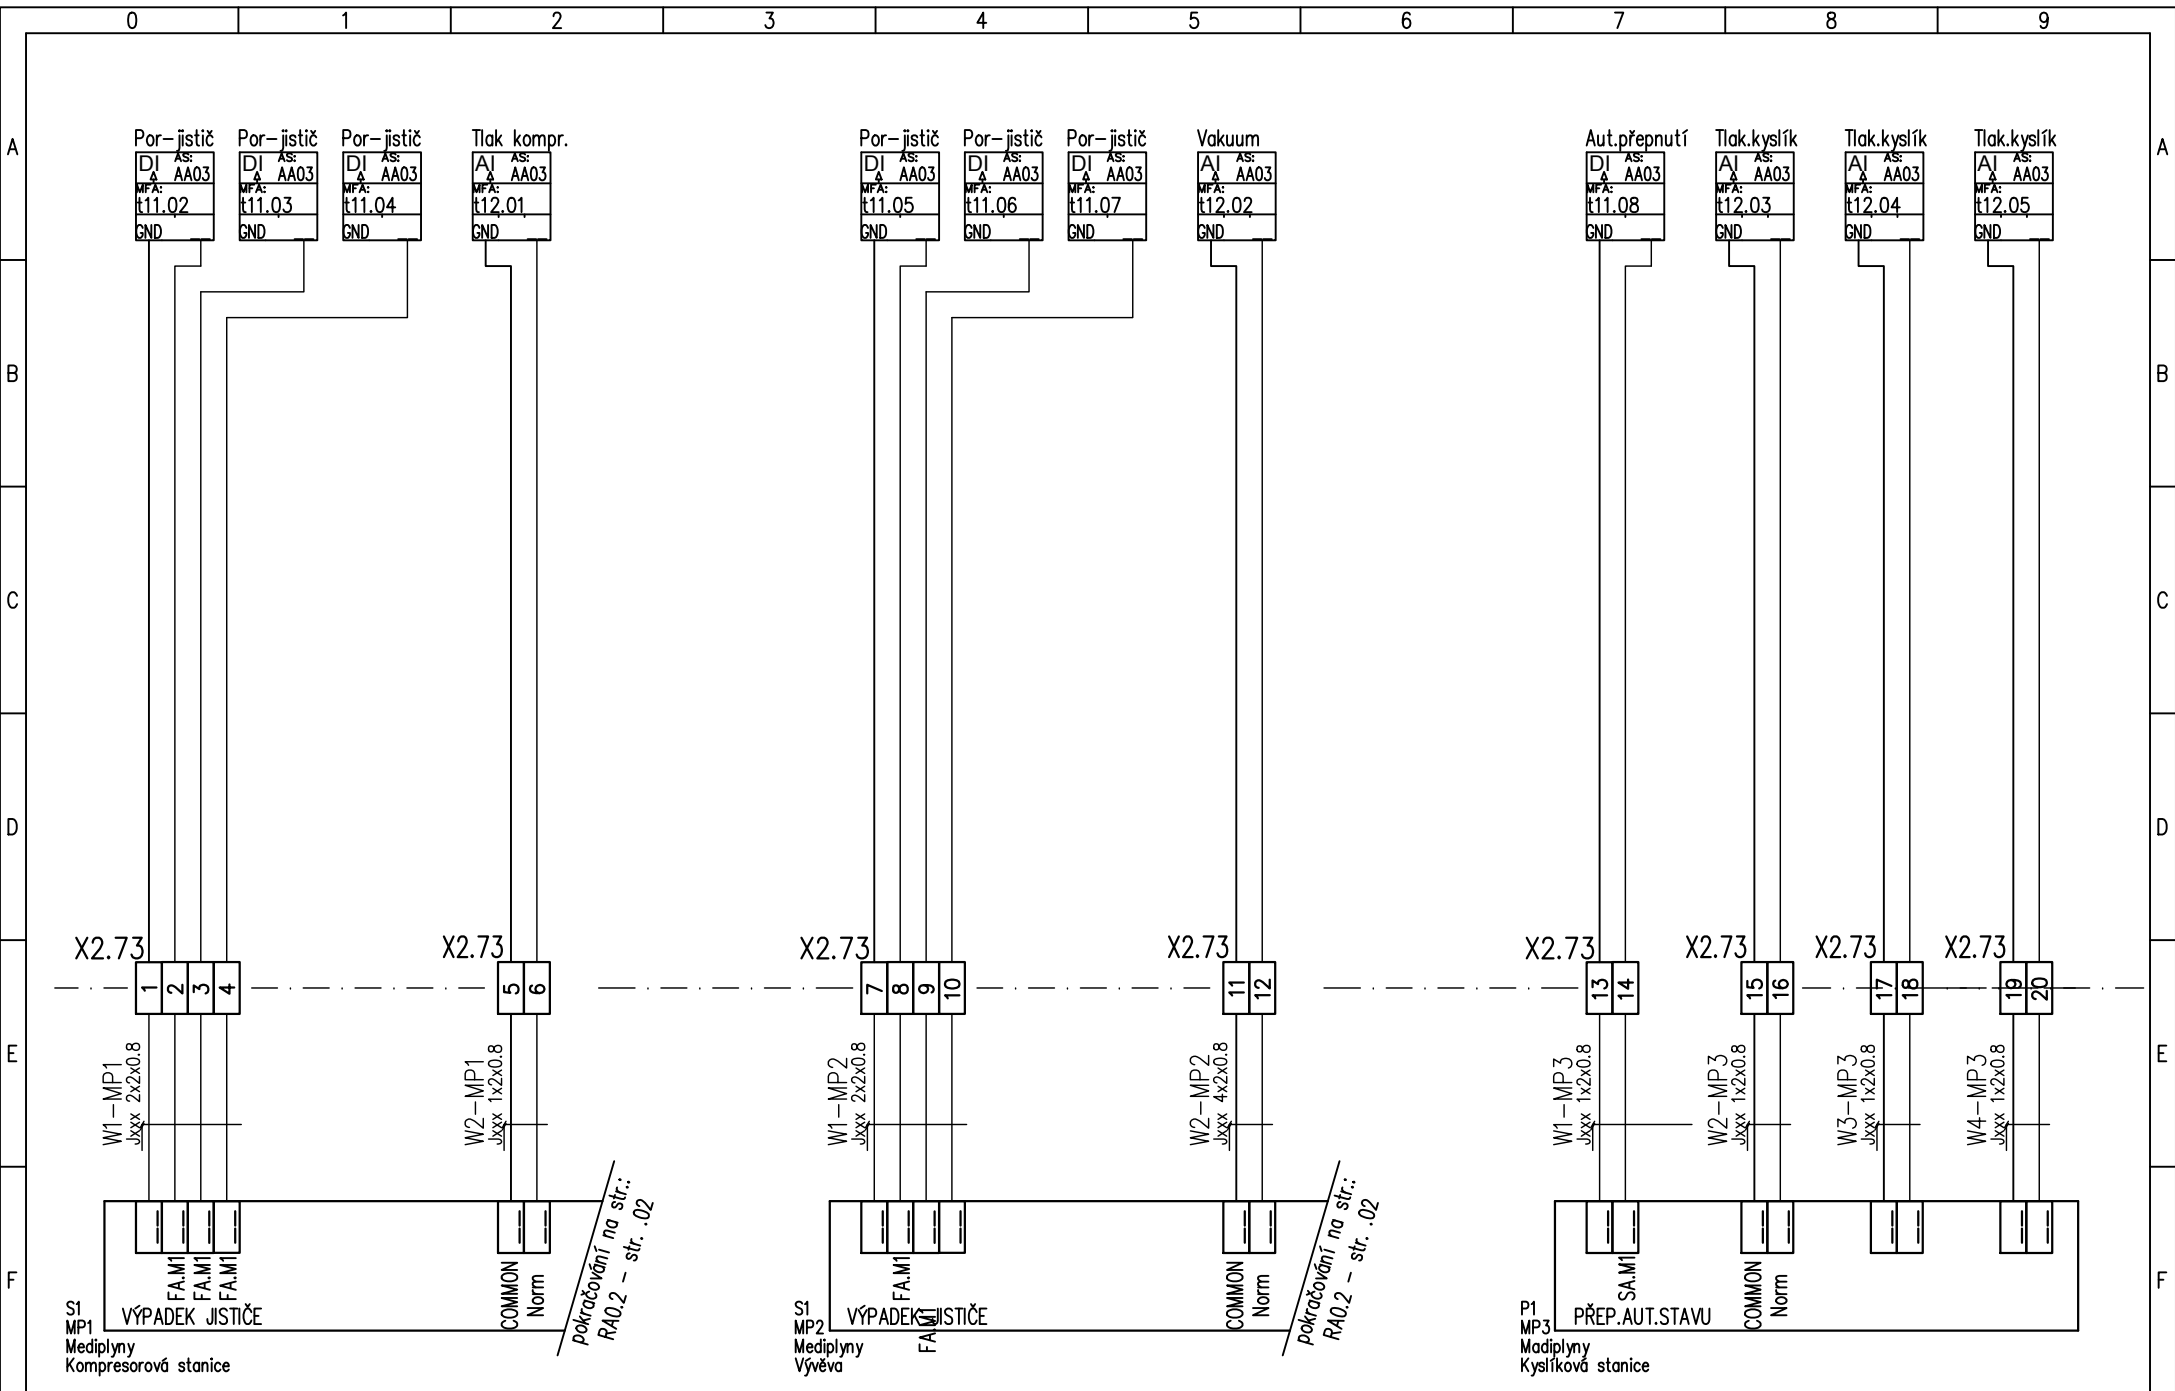 0 1 2 3 4 5 6 7 8 9
A A
Por-jistič Por-jistič Por-jistič Tlak kompr. Por-jistič Por-jistič Por-jistič Vakuum Aut.přepnutí Tlak.kyslík Tlak.kyslík Tlak.kyslík
DI AS: DI AS: DI AS: AI AS: DI AS: DI AS: DI AS: AI AS: DI AS: AI AS: AI AS: AI AS:
AA03 AA03 AA03 AA03 AA03 AA03 AA03 AA03 AA03 AA03 AA03 AA03
MFA: MFA: MFA: MFA: MFA: MFA: MFA: MFA: MFA: MFA: MFA: MFA:
t11.02 t11.03 t11.04 t12.01 t11.05 t11.06 t11.07 t12.02 t11.08 t12.03 t12.04 t12.05
GND GND GND GND GND GND GND GND GND GND GND GND
B B
C C
D D
X2.73 X2.73 X2.73 X2.73 X2.73 X2.73 X2.73 X2.73
1 2 3 4 5 6 7 8 9 10 11 12 13 14 15 16 17 18 19 20
E E
W1-MP1
Jxxx 2x2x0.8
W2-MP1
Jxxx 1x2x0.8
W1-MP2
Jxxx 2x2x0.8
W2-MP2
Jxxx 4x2x0.8
W1-MP3
Jxxx 1x2x0.8
W2-MP3
Jxxx 1x2x0.8
W3-MP3
Jxxx 1x2x0.8
W4-MP3
Jxxx 1x2x0.8
F F
FA.M1
FA.M1
FA.M1
VÝPADEK JISTIČE
COMMON
Norm
pokračování na str.:
RA0.2 - str. .02
S1
MP1
Mediplyny
Kompresorová stanice
FA.M1
FA.M1
VÝPADEK JISTIČE
COMMON
Norm
pokračování na str.:
RA0.2 - str. .02
S1
MP2
Mediplyny
Vývěva
SA.M1
PŘEP.AUT.STAVU
COMMON
Norm
P1
MP3
Madiplyny
Kyslíková stanice